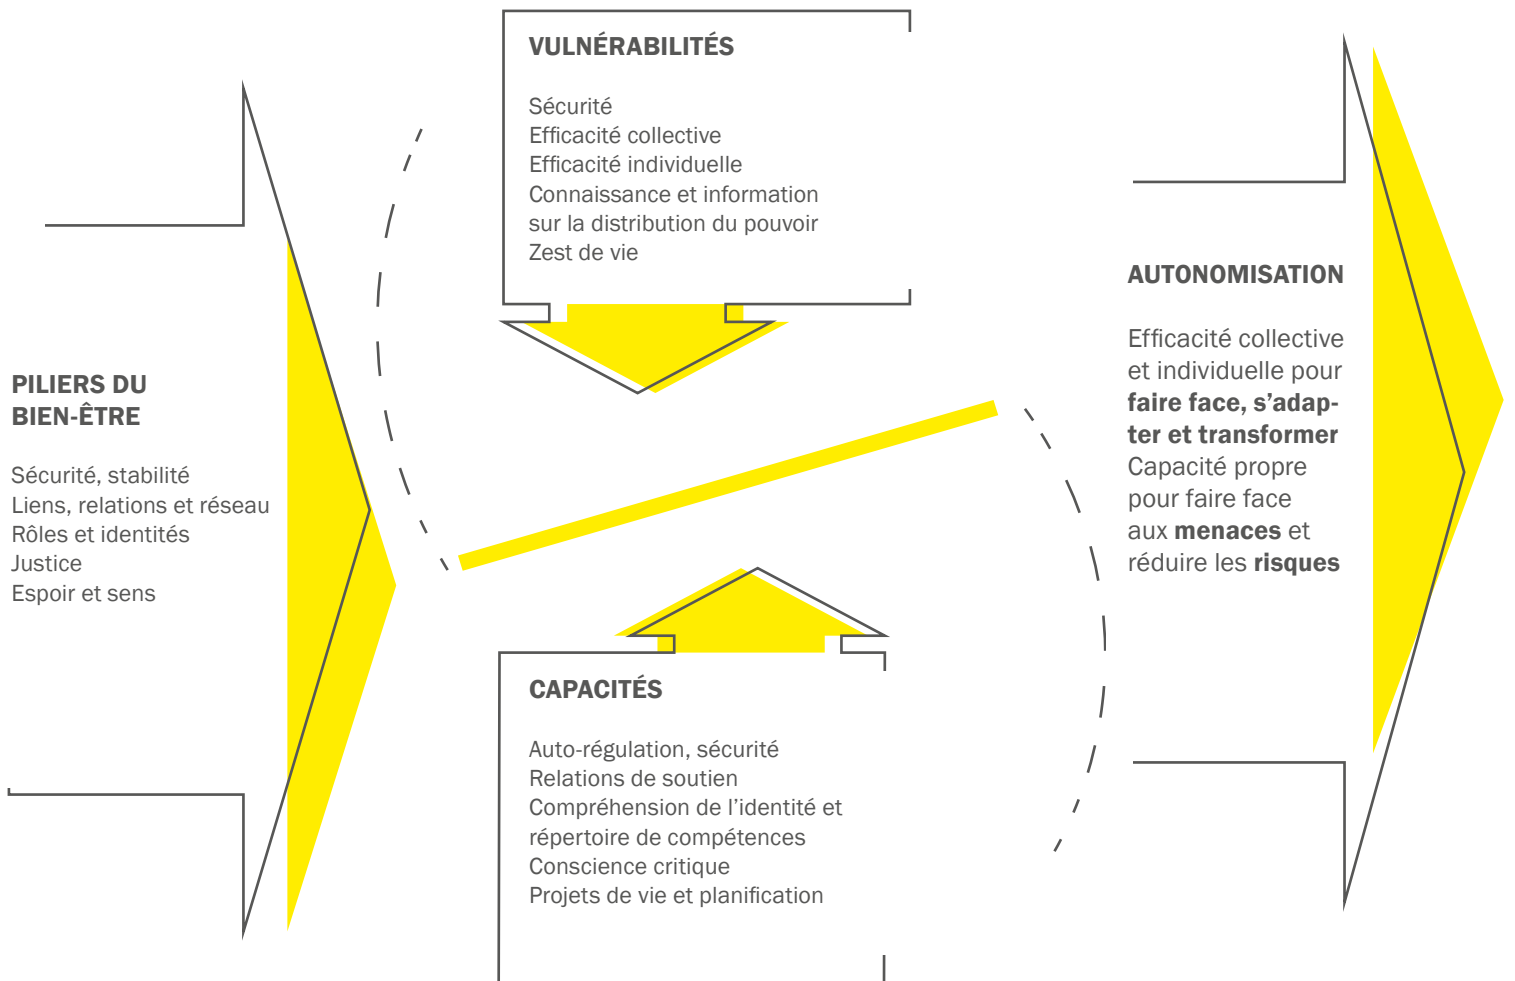 PILIERS DU
BIEN-ÊTRE
Sécurité, stabilité
Liens, relations et réseau
Rôles et identités
Justice
Espoir et sens
VULNÉRABILITÉS
Sécurité
Efficacité collective
Efficacité individuelle
Connaissance et information
sur la distribution du pouvoir
Zest de vie
CAPACITÉS
Auto-régulation, sécurité
Relations de soutien
Compréhension de l’identité et
répertoire de compétences
Conscience critique
Projets de vie et planification
AUTONOMISATION
Efficacité collective
et individuelle pour
faire face, s’adap-
ter et transformer
Capacité propre
pour faire face
aux menaces et
réduire les risques